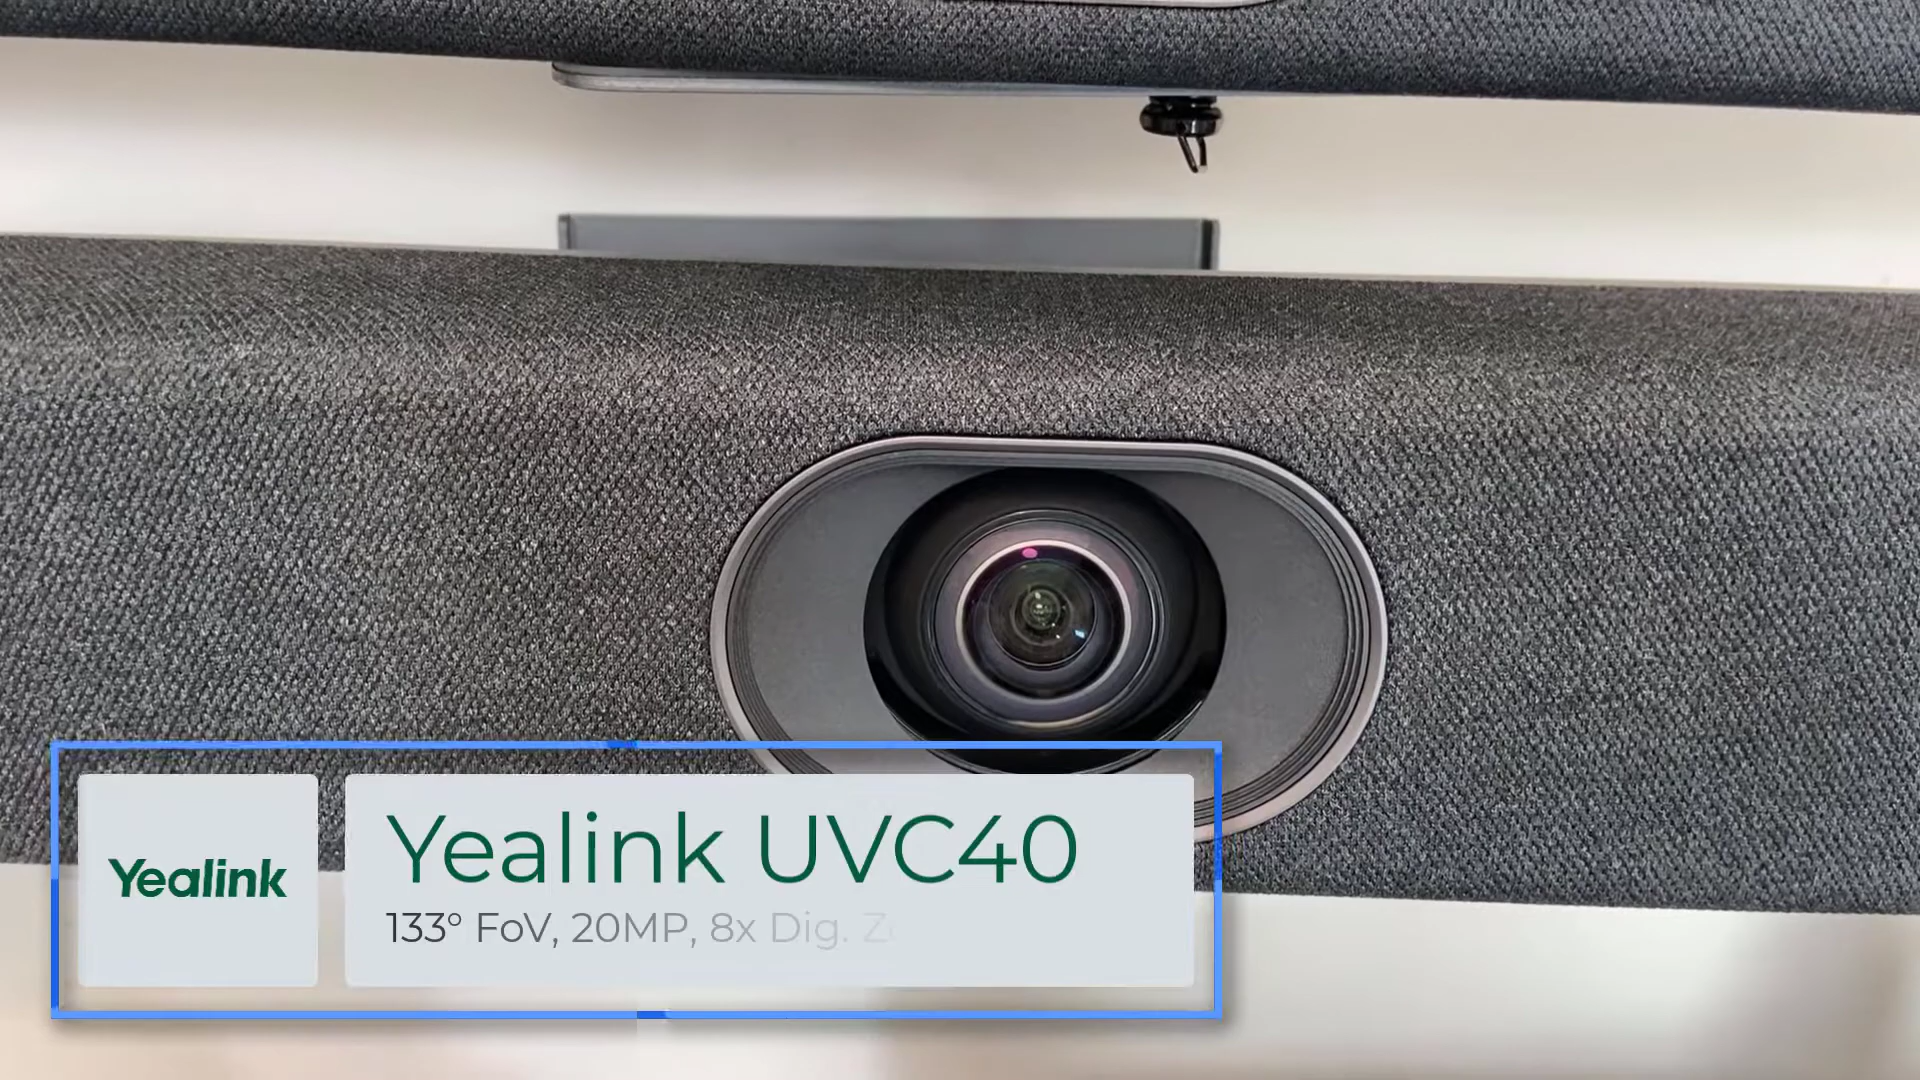 Yealink
Yealink UVC40
133° FoV, 20MP, 8x Dig.